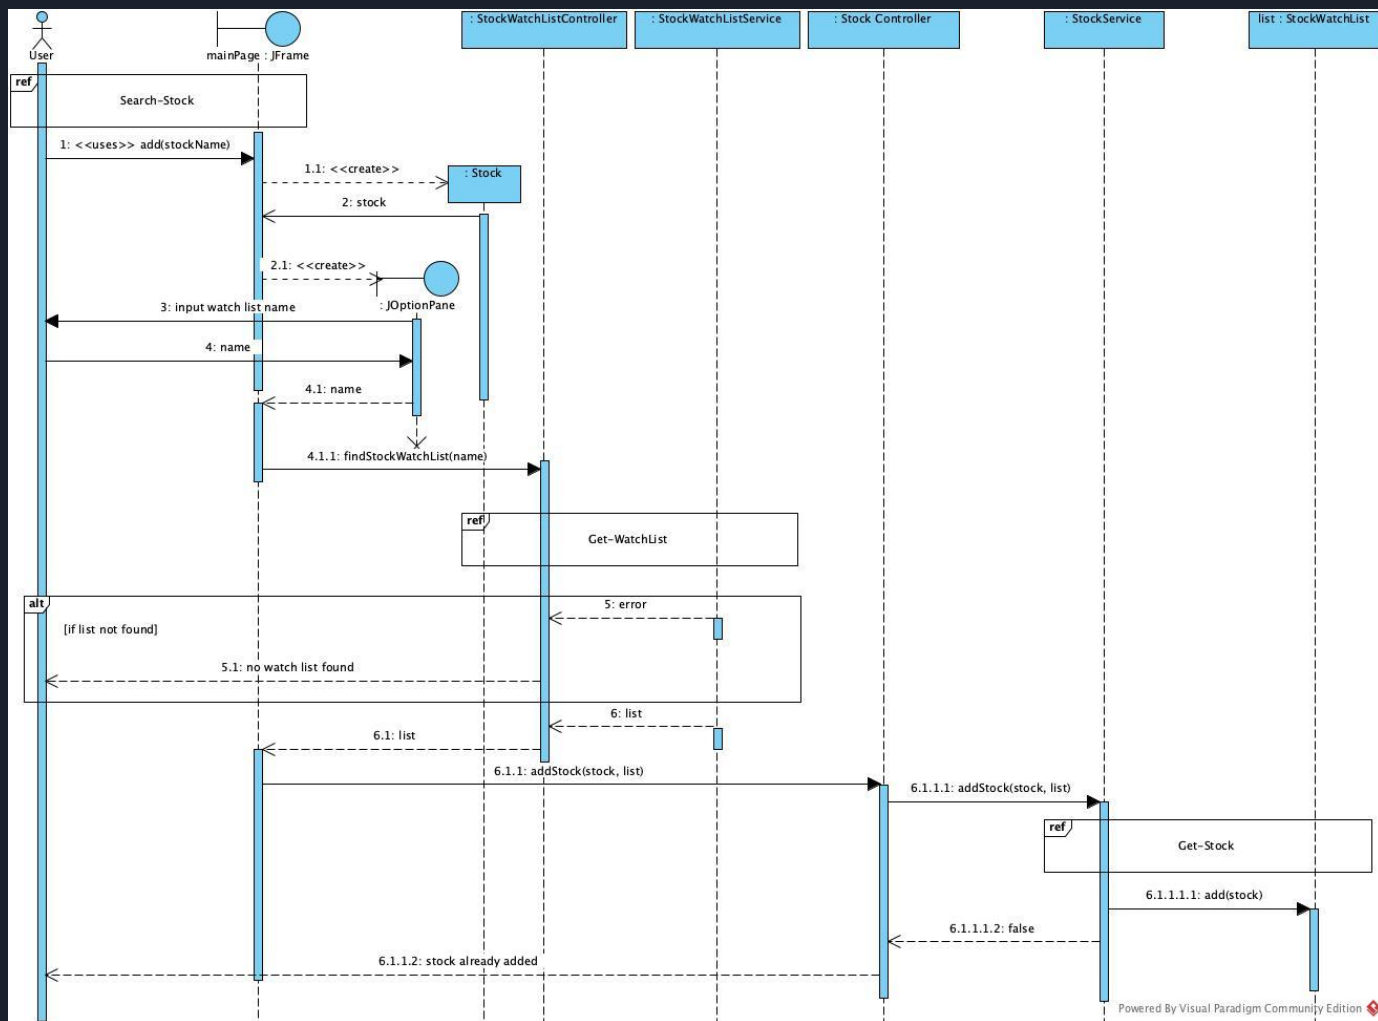 : StockWatchListController
: StockWatchListService
: Stock Controller
: StockService
list : StockWatchList
User
mainPage : JFrame
ref
Search-Stock
1: <<uses>> add(stockName)
1.1: <<create>>
: Stock
2: stock
2.1: <<create>>
: JOptionPane
3: input watch list name
4: name
4.1: name
4.1.1: findStockWatchList(name)
ref
Get-WatchList
alt
5: error
[if list not found]
5.1: no watch list found
6: list
6.1: list
6.1.1: addStock(stock, list)
6.1.1.1: addStock(stock, list)
ref
Get-Stock
6.1.1.1.1: add(stock)
6.1.1.1.2: false
6.1.1.2: stock already added
Powered By Visual Paradigm Community Edition